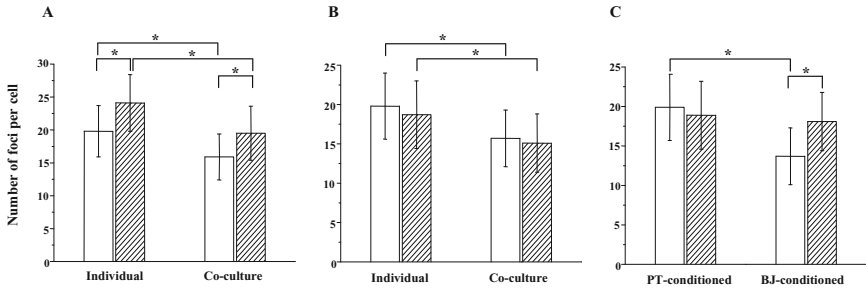 A
B
C
Number of foci per cell
*
*
*
*
30
25
20
15
10
5
0
Individual
Co-culture
*
*
25
20
15
10
5
0
Individual
Co-culture
*
*
25
20
15
10
5
0
PT-conditioned
BJ-conditioned